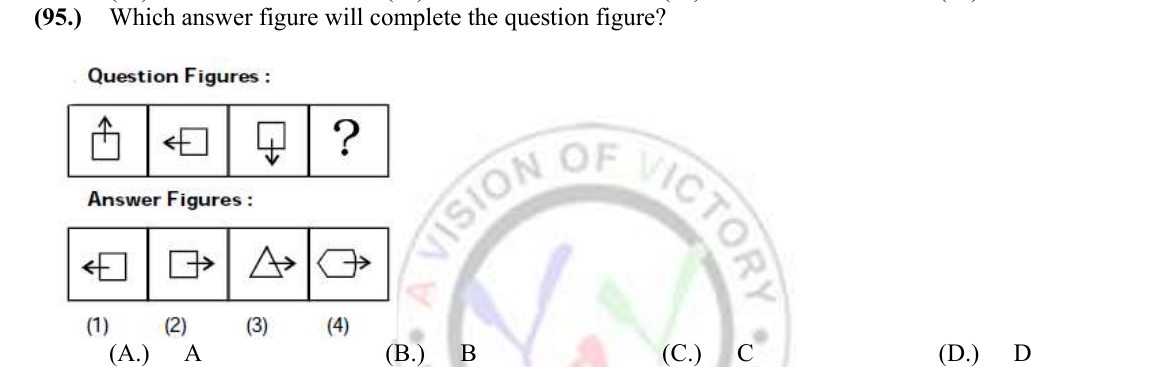 (95.) Which answer figure will complete the question figure?
Question Figures :
?
Answer Figures :
(1) (2) (3) (4)
(A.) A (B.) B (C.) C (D.) D
A VISION OF VICTORY